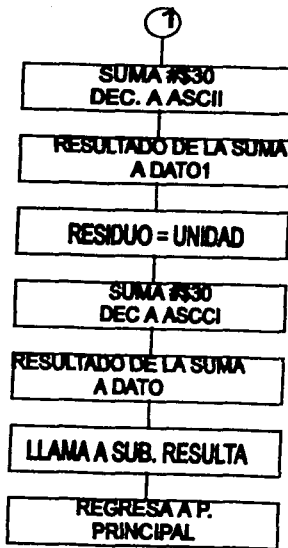 1
SUMA #$30
DEC. A ASCII
RESULTADO DE LA SUMA
A DATO1
RESIDUO = UNIDAD
SUMA #$30
DEC A ASCCI
RESULTADO DE LA SUMA
A DATO
LLAMA A SUB. RESULTA
REGRESA A P.
PRINCIPAL